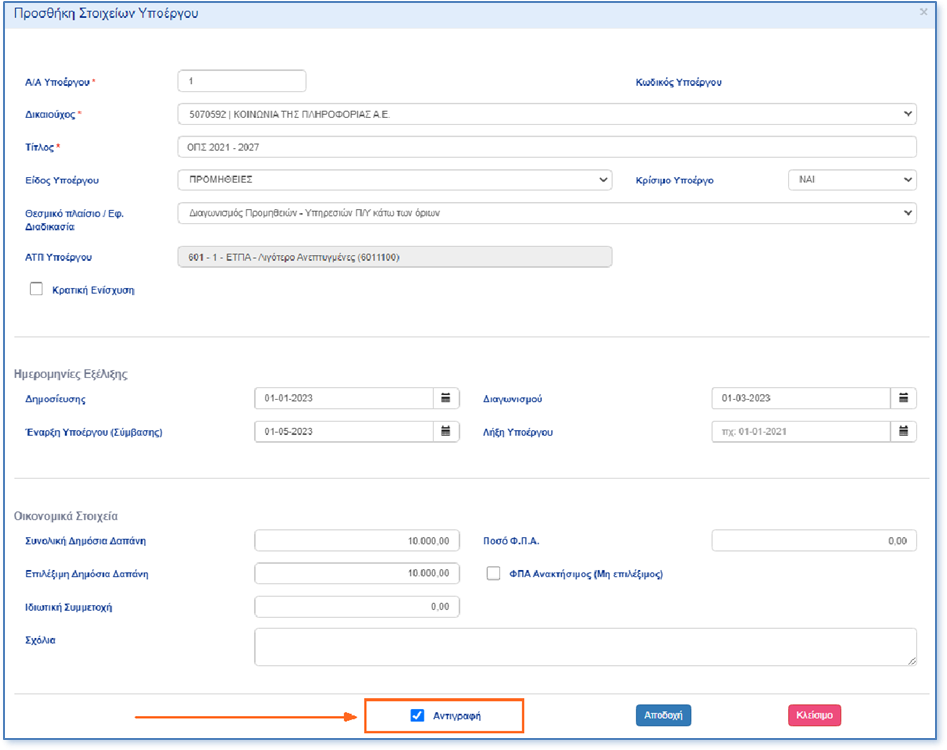 Προσθήκη Στοιχείων Υποέργου ×
Α/Α Υποέργου * 1 Κωδικός Υποέργου
Δικαιούχος * 5070592 | ΚΟΙΝΩΝΙΑ ΤΗΣ ΠΛΗΡΟΦΟΡΙΑΣ Α.Ε.
Τίτλος * ΟΠΣ 2021 - 2027
Είδος Υποέργου ΠΡΟΜΗΘΕΙΕΣ Κρίσιμο Υποέργο ΝΑΙ
Θεσμικό πλαίσιο / Εφ. Διαγωνισμός Προμηθειών - Υπηρεσιών Π/Υ κάτω των όριων
Διαδικασία
ΑΤΠ Υποέργου 601 - 1 - ΕΤΠΑ - Λιγότερο Ανεπτυγμένες (6011100)
Κρατική Ενίσχυση
Ημερομηνίες Εξέλιξης
Δημοσίευσης 01-01-2023 Διαγωνισμού 01-03-2023
Έναρξη Υποέργου (Σύμβασης) 01-05-2023 Λήξη Υποέργου πχ: 01-01-2021
Οικονομικά Στοιχεία
Συνολική Δημόσια Δαπάνη 10.000,00 Ποσό Φ.Π.Α. 0,00
Επιλέξιμη Δημόσια Δαπάνη 10.000,00 ΦΠΑ Ανακτήσιμος (Μη επιλέξιμος)
Ιδιωτική Συμμετοχή 0,00
Σχόλια
Αντιγραφή Αποδοχή Κλείσιμο